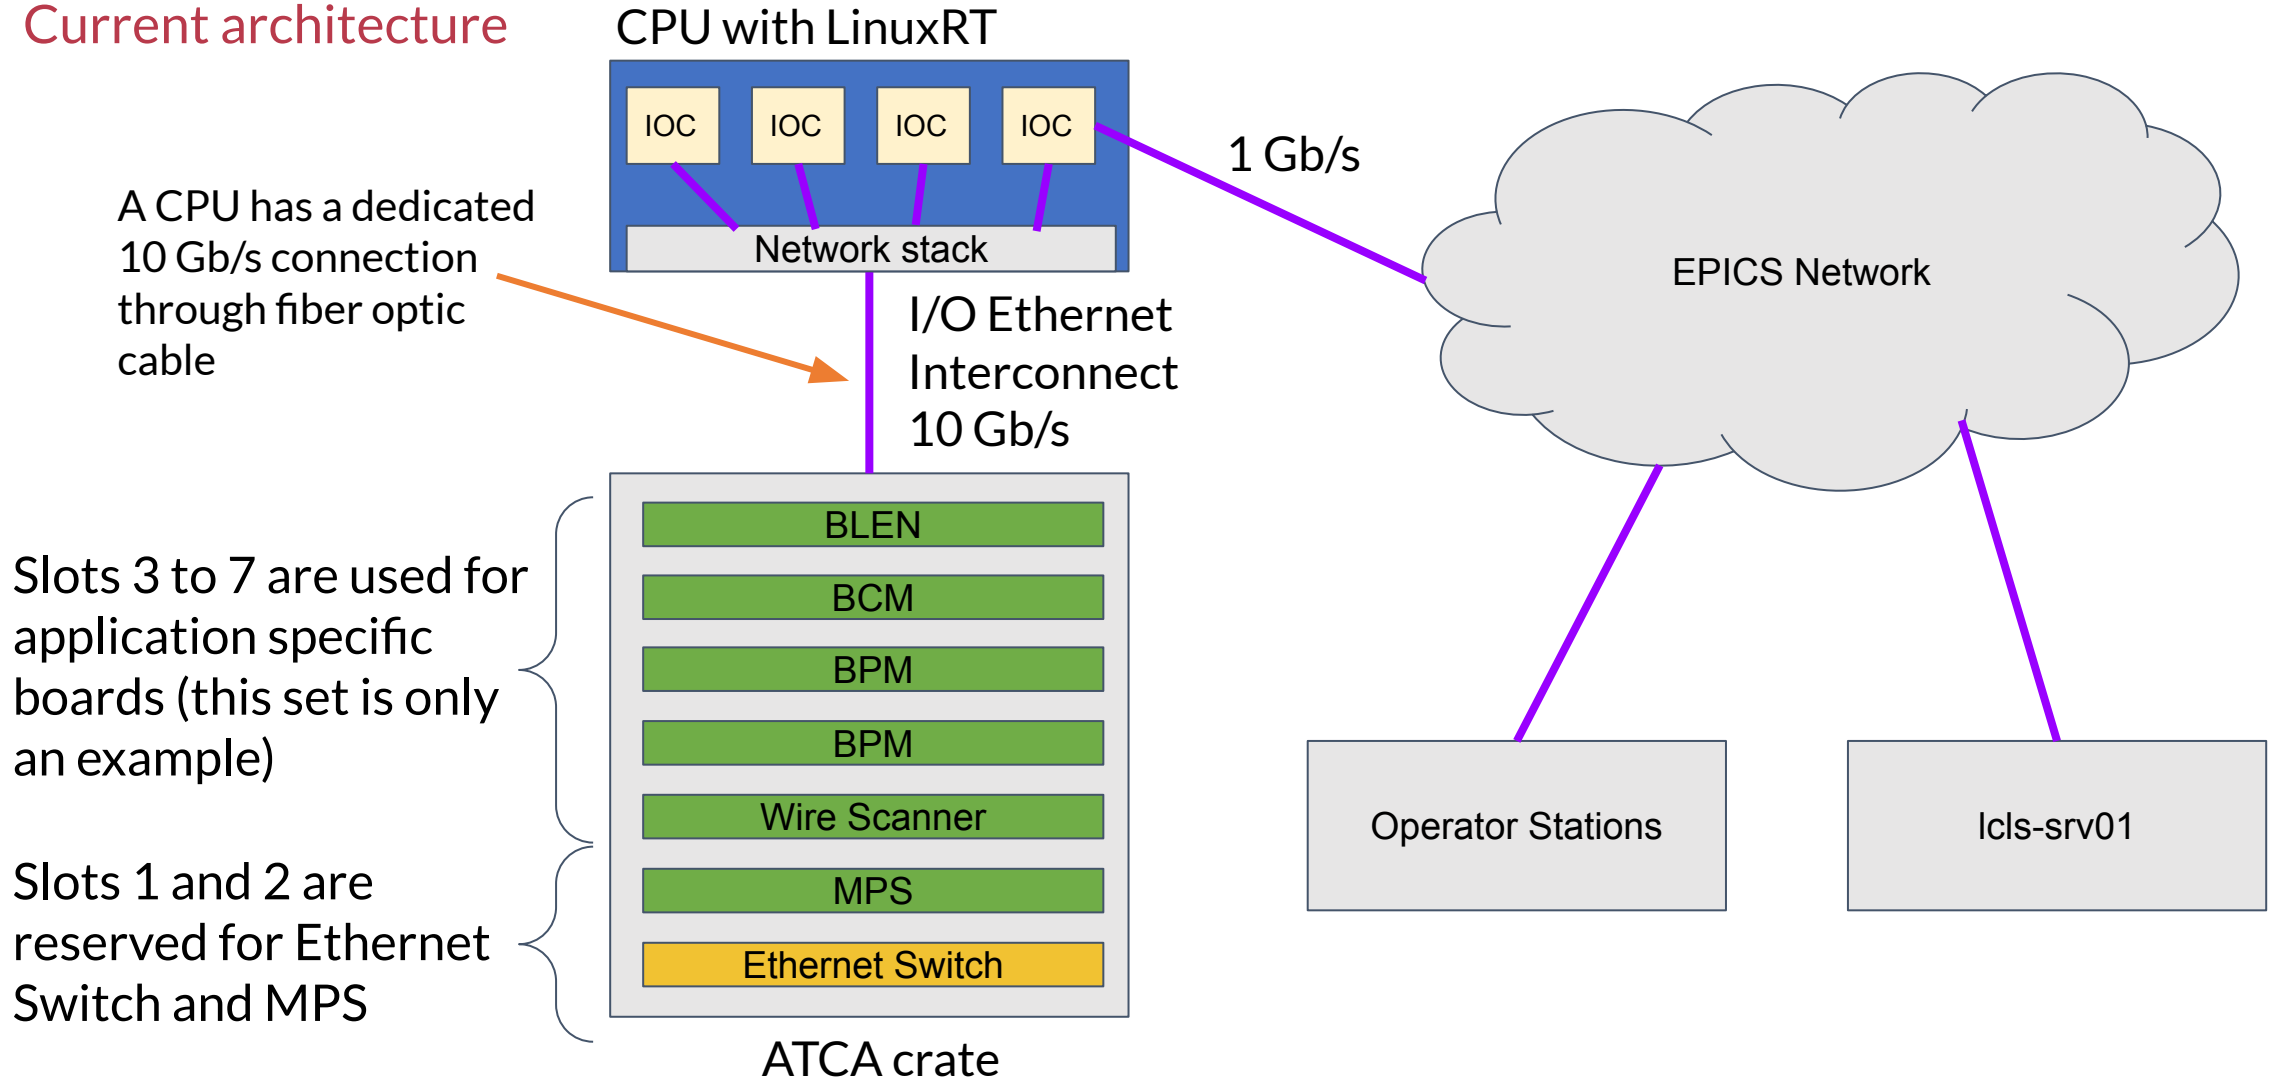 Current architecture
CPU with LinuxRT
IOC
IOC
IOC
IOC
1 Gb/s
A CPU has a dedicated
10 Gb/s connection
through fiber optic
cable
Network stack
EPICS Network
I/O Ethernet
Interconnect
10 Gb/s
BLEN
BCM
BPM
BPM
Wire Scanner
MPS
Ethernet Switch
Slots 3 to 7 are used for
application specific
boards (this set is only
an example)
Slots 1 and 2 are
reserved for Ethernet
Switch and MPS
Operator Stations
lcls-srv01
ATCA crate